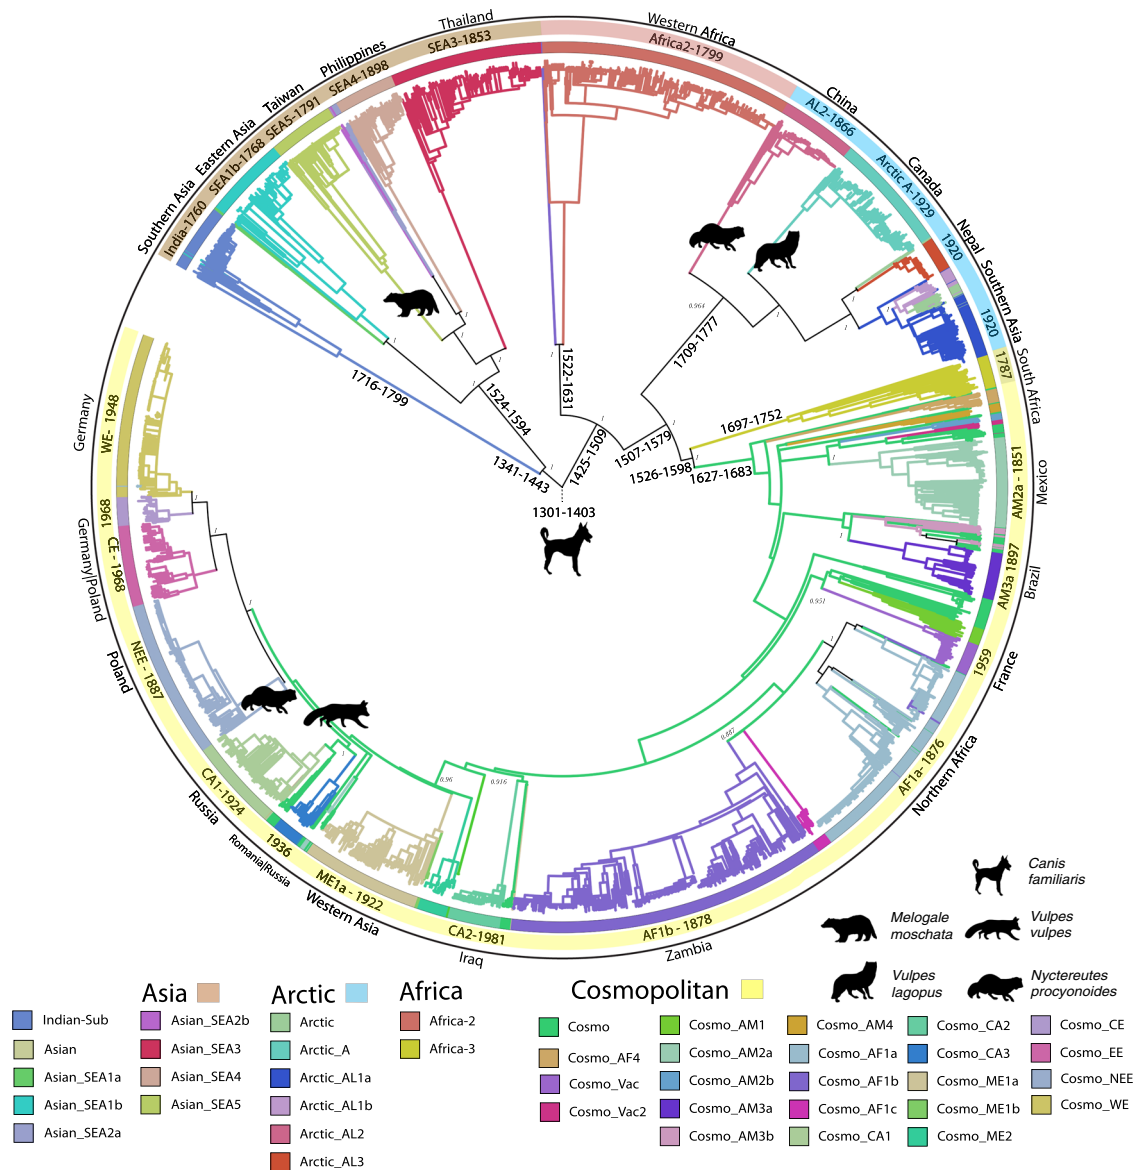 Thailand
Western Africa
Philippines
SEA3-1853
Africa2-1799
China
Taiwan
SEA4-1898
AL2-1866
Eastern Asia
SEA5-1791
Canada
Southern Asia
SEA1b-1768
Arctic A-1929
Nepal
India-1760
1920
Southern Asia
1920
South Africa
1787
0.964
1709-1777
1522-1631
1716-1799
1524-1594
1697-1752
Germany
WE- 1948
1425-1509
1507-1579
1526-1598
1627-1683
1341-1443
1301-1403
Mexico
AM2a - 1851
1968
Germany|Poland
CE - 1968
AM3a 1897
Brazil
0.951
Poland
NEE - 1887
1959
France
0.887
0.96
0.916
AF1a- 1876
Northern Africa
CA1-1924
Russia
1936
Romania|Russia
ME1a - 1922
Western Asia
CA2-1981
Iraq
AF1b - 1878
Zambia
Canis
familiaris
Melogale
moschata
Vulpes
vulpes
Vulpes
lagopus
Nyctereutes
procyonoides
Asia
Indian-Sub
Asian
Asian_SEA1a
Asian_SEA1b
Asian_SEA2a
Asian_SEA2b
Asian_SEA3
Asian_SEA4
Asian_SEA5
Arctic
Arctic
Arctic_A
Arctic_AL1a
Arctic_AL1b
Arctic_AL2
Arctic_AL3
Africa
Africa-2
Africa-3
Cosmopolitan
Cosmo
Cosmo_AF4
Cosmo_Vac
Cosmo_Vac2
Cosmo_AM1
Cosmo_AM2a
Cosmo_AM2b
Cosmo_AM3a
Cosmo_AM3b
Cosmo_AM4
Cosmo_AF1a
Cosmo_AF1b
Cosmo_AF1c
Cosmo_CA1
Cosmo_CA2
Cosmo_CA3
Cosmo_ME1a
Cosmo_ME1b
Cosmo_ME2
Cosmo_CE
Cosmo_EE
Cosmo_NEE
Cosmo_WE